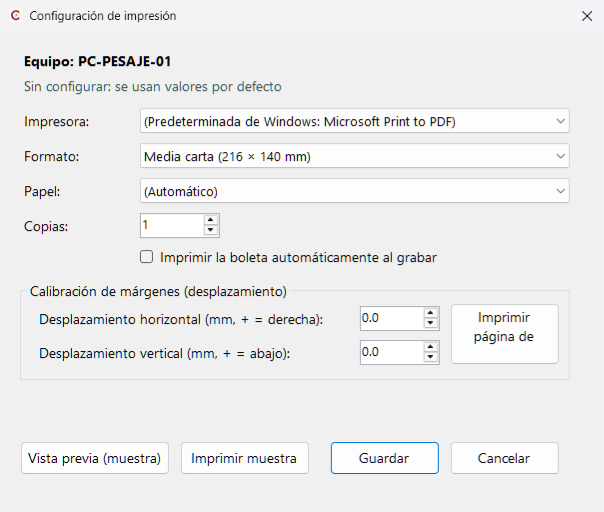 Configuración de impresión
Equipo: PC-PESAJE-01
Sin configurar: se usan valores por defecto
Impresora: (Predeterminada de Windows: Microsoft Print to PDF)
Formato: Media carta (216 × 140 mm)
Papel: (Automático)
Copias: 1
Imprimir la boleta automáticamente al grabar
Calibración de márgenes (desplazamiento)
Desplazamiento horizontal (mm, + = derecha): 0.0
Desplazamiento vertical (mm, + = abajo): 0.0
Imprimir
página de
Vista previa (muestra) Imprimir muestra Guardar Cancelar